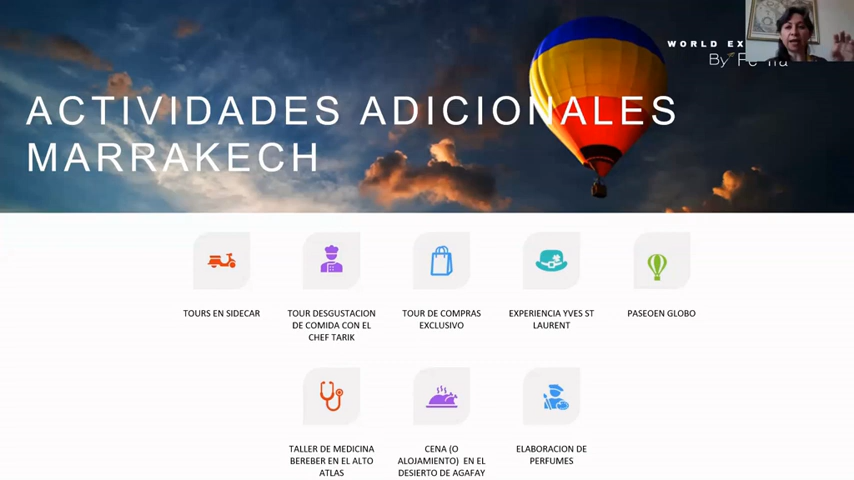 WORLD EX
By
ACTIVIDADES ADICIONALES
MARRAKECH
TOURS EN SIDECAR
TOUR DESGUSTACION
DE COMIDA CON EL
CHEF TARIK
TOUR DE COMPRAS
EXCLUSIVO
EXPERIENCIA YVES ST
LAURENT
PASEOEN GLOBO
TALLER DE MEDICINA
BEREBER EN EL ALTO
ATLAS
CENA (O
ALOJAMIENTO) EN EL
DESIERTO DE AGAFAY
ELABORACION DE
PERFUMES